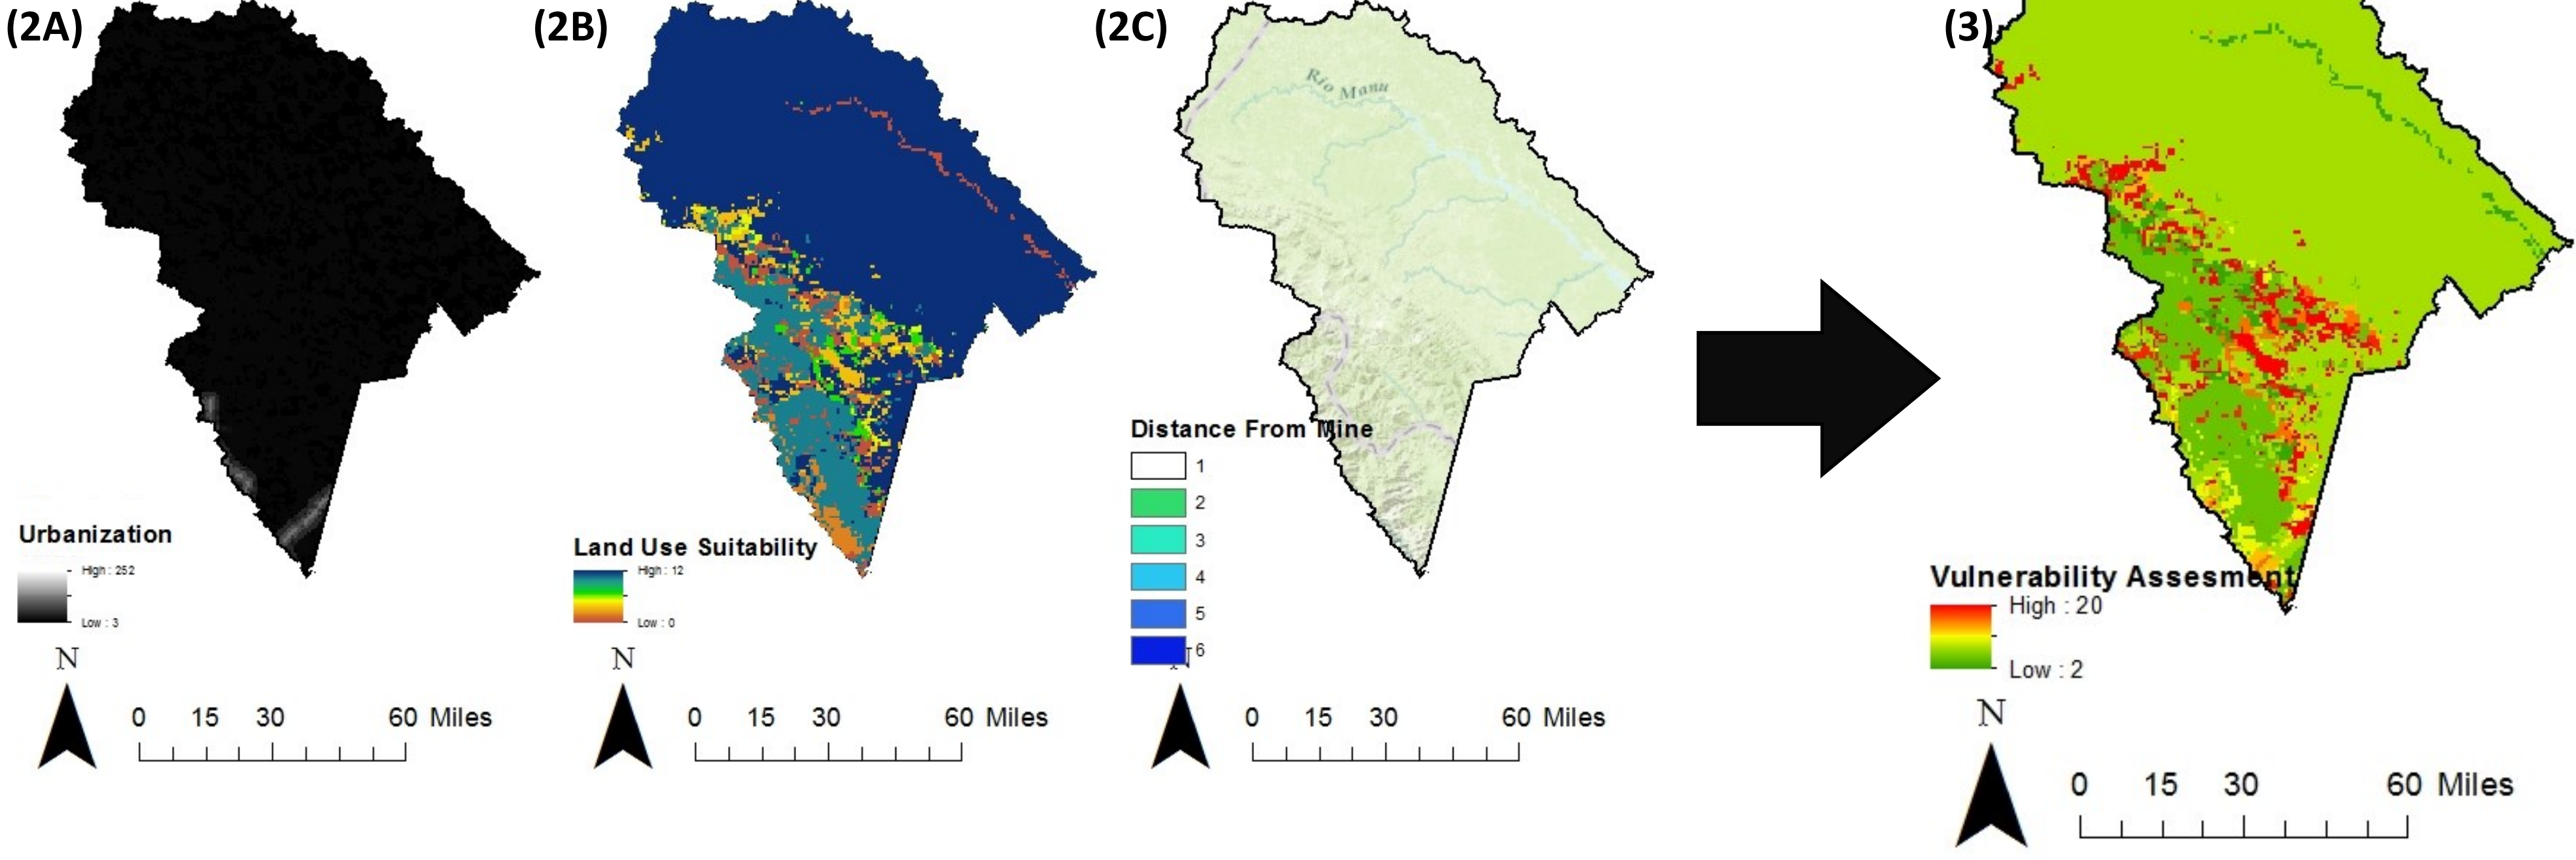 (2A)
Urbanization
High : 252
Low : 3
N
0 15 30 60 Miles
(2B)
Land Use Suitability
High : 12
Low : 0
N
0 15 30 60 Miles
(2C)
Rio Manu
Distance From Mine
1
2
3
4
5
6
0 15 30 60 Miles
(3)
Vulnerability Assesment
High : 20
Low : 2
N
0 15 30 60 Miles